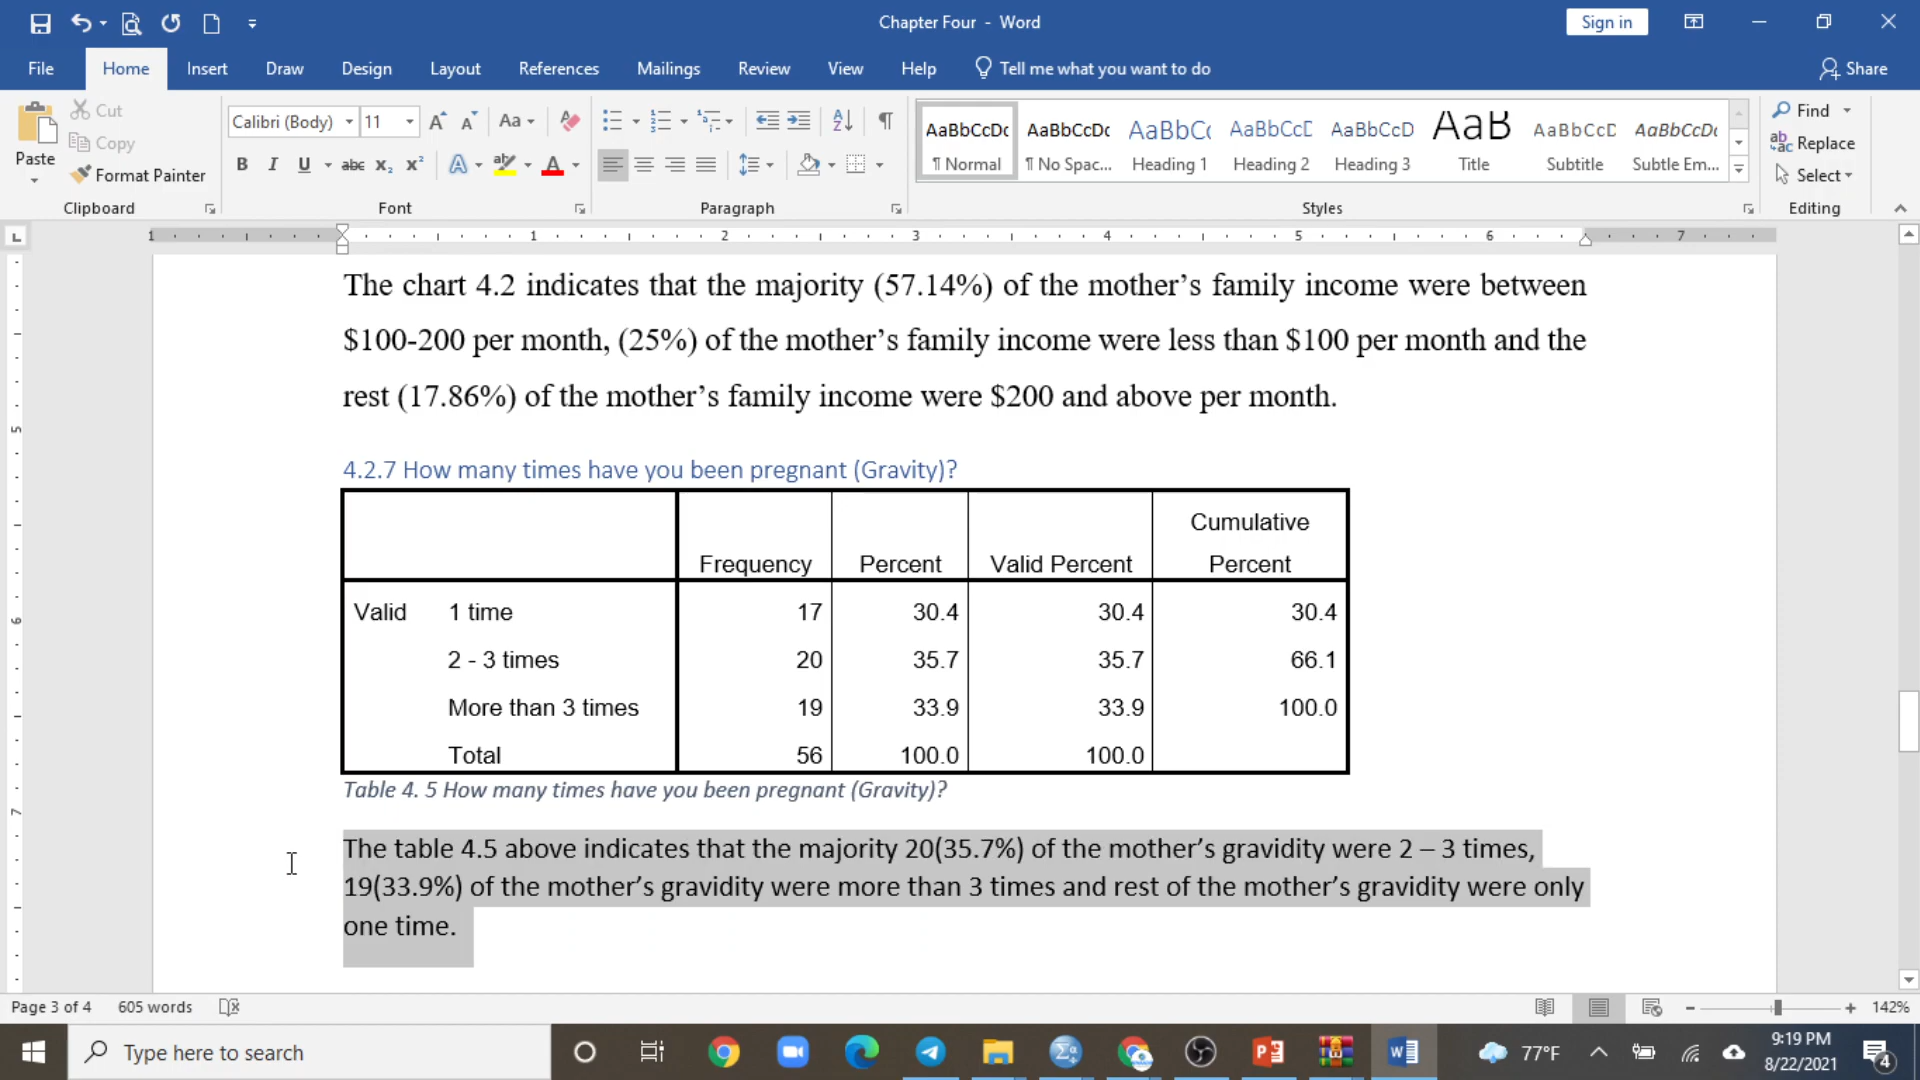 Chapter Four - Word
Sign in
File Home Insert Draw Design Layout References Mailings Review View Help Tell me what you want to do Share
Paste
Cut
Copy
Format Painter
Clipboard
Calibri (Body) 11
Font
Paragraph
AaBbCcDc AaBbCcDc AaBbC AaBbCcD AaBbCcD AaB AaBbCcD AaBbCcDc
¶ Normal ¶ No Spac... Heading 1 Heading 2 Heading 3 Title Subtitle Subtle Em...
Styles
Find
Replace
Select
Editing
1 1 2 3 4 5 6 7
The chart 4.2 indicates that the majority (57.14%) of the mother’s family income were between
$100-200 per month, (25%) of the mother’s family income were less than $100 per month and the
rest (17.86%) of the mother’s family income were $200 and above per month.
4.2.7 How many times have you been pregnant (Gravity)?
Frequency Percent Valid Percent Cumulative Percent
Valid 1 time 17 30.4 30.4 30.4
2 - 3 times 20 35.7 35.7 66.1
More than 3 times 19 33.9 33.9 100.0
Total 56 100.0 100.0
Table 4. 5 How many times have you been pregnant (Gravity)?
The table 4.5 above indicates that the majority 20(35.7%) of the mother’s gravidity were 2 – 3 times,
19(33.9%) of the mother’s gravidity were more than 3 times and rest of the mother’s gravidity were only
one time.
Page 3 of 4 605 words 142%
Type here to search
77°F
9:19 PM
8/22/2021
4